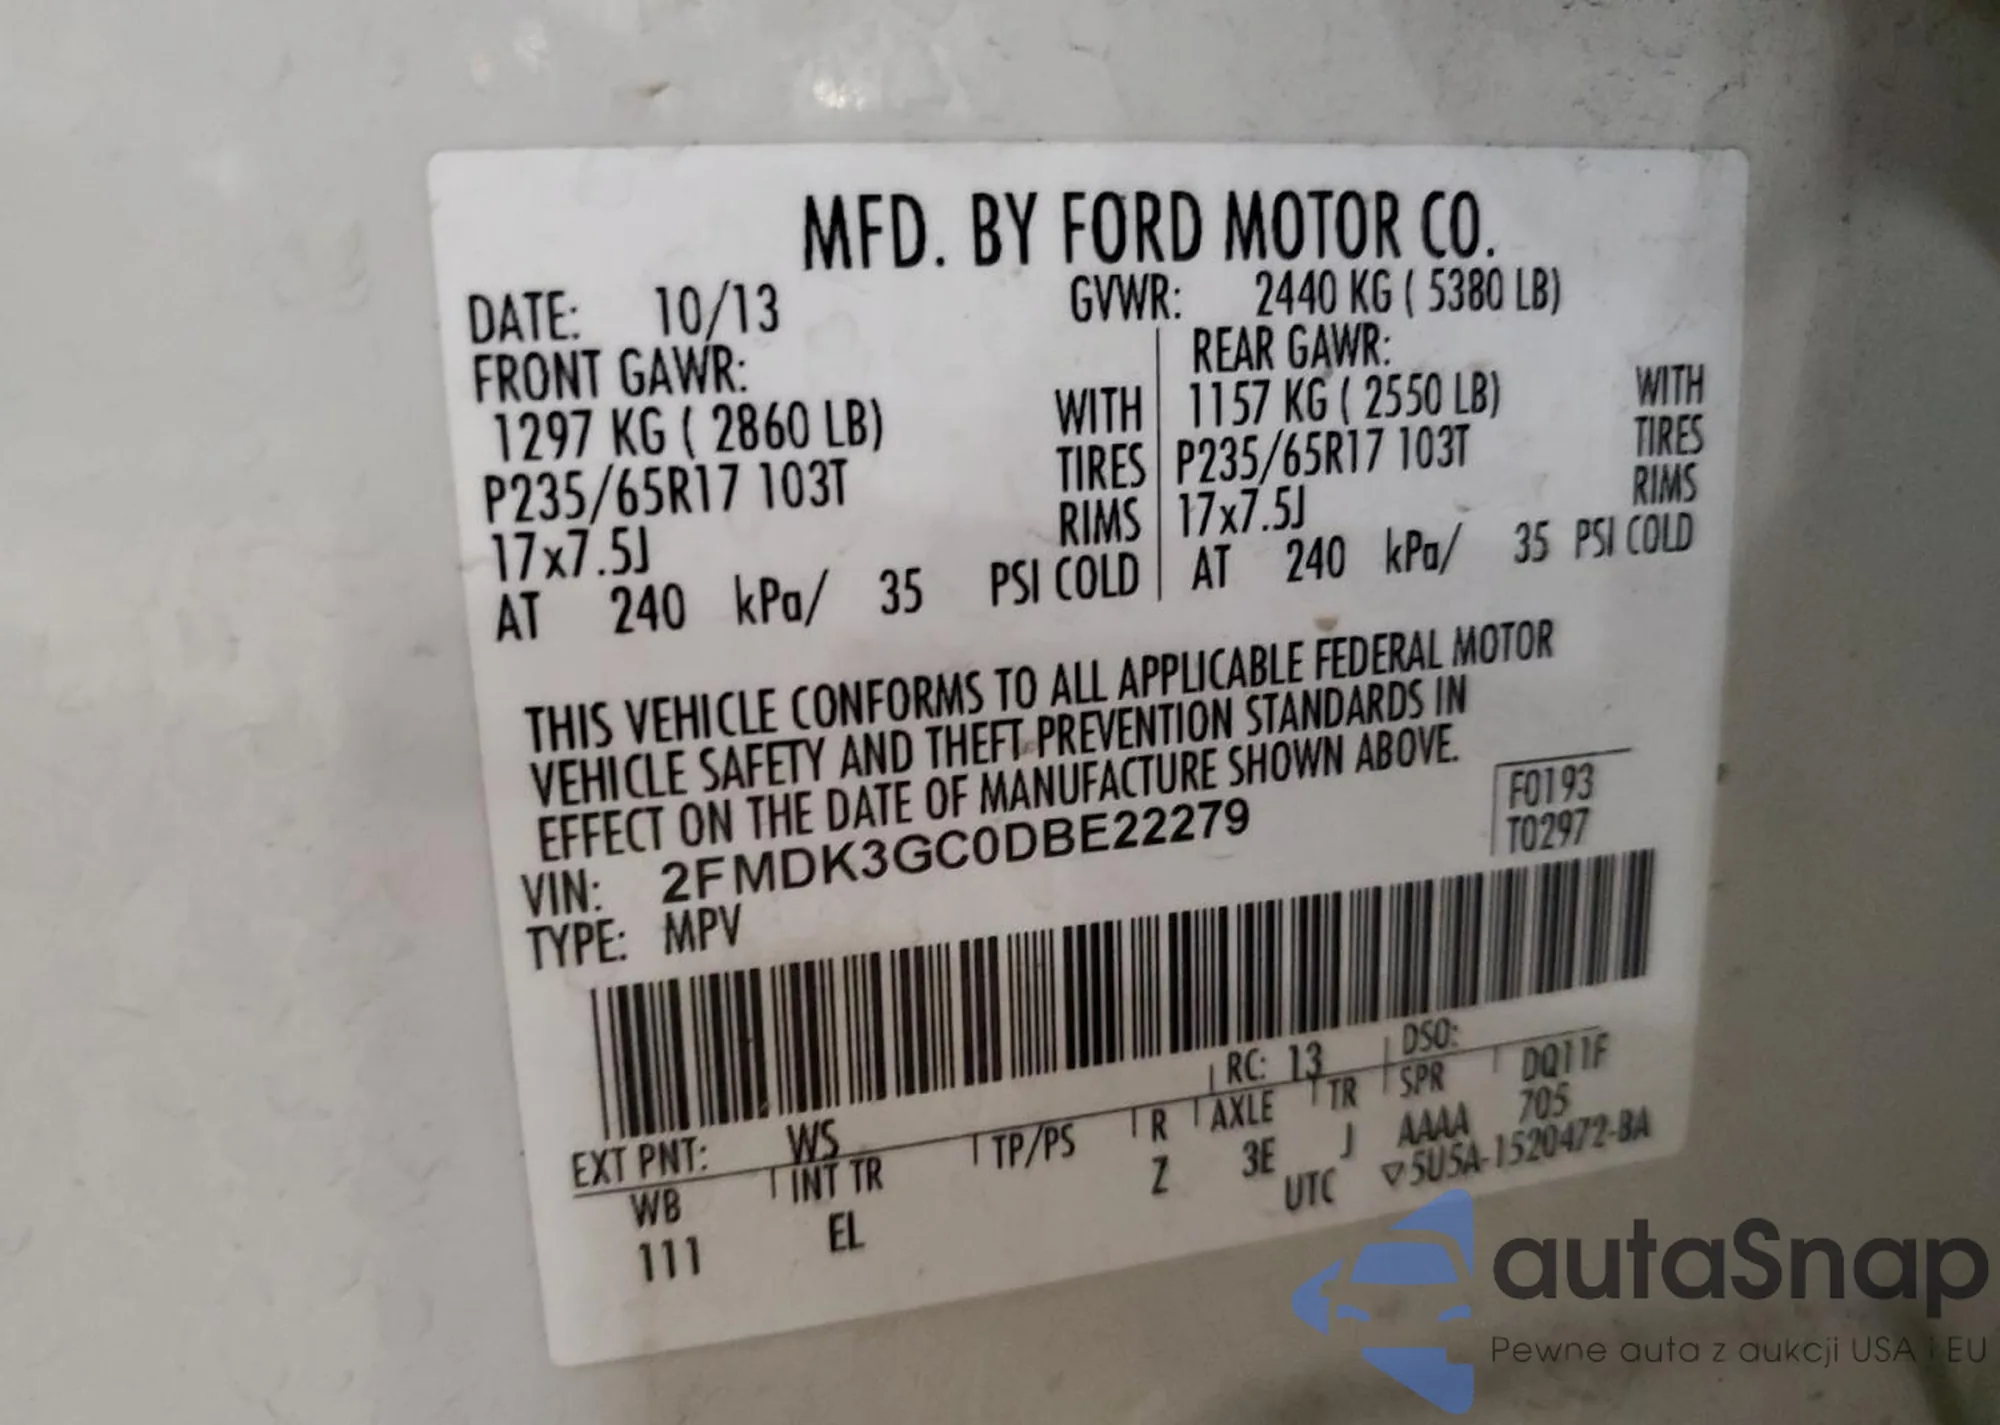 MFD. BY FORD MOTOR CO.
DATE: 10/13 GVWR: 2440 KG ( 5380 LB)
FRONT GAWR: REAR GAWR:
1297 KG ( 2860 LB) WITH 1157 KG ( 2550 LB) WITH
P235/65R17 103T TIRES P235/65R17 103T TIRES
17x7.5J RIMS 17x7.5J RIMS
AT 240 kPa/ 35 PSI COLD AT 240 kPa/ 35 PSI COLD
THIS VEHICLE CONFORMS TO ALL APPLICABLE FEDERAL MOTOR
VEHICLE SAFETY AND THEFT PREVENTION STANDARDS IN
EFFECT ON THE DATE OF MANUFACTURE SHOWN ABOVE.
F0193
T0297
VIN: 2FMDK3GC0DBE22279
TYPE: MPV
EXT PNT: WS RC: 13 DSO:
WB INT TR TP/PS R AXLE TR SPR DQ11F
111 EL Z 3E J AAAA 705
UTC ▽5U5A-1520472-BA
autaSnap
Pewne auta z aukcji USA i EU